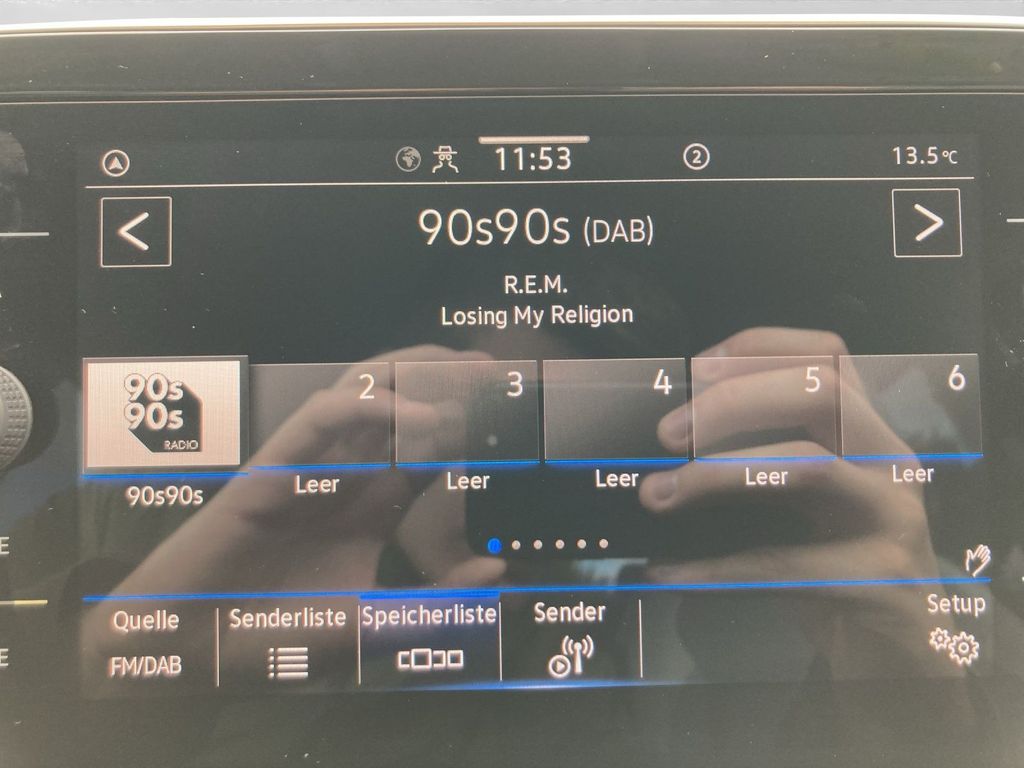 11:53
2
13.5°C
90s90s (DAB)
R.E.M.
Losing My Religion
90s
90s
RADIO
2
3
4
5
6
90s90s
Leer
Leer
Leer
Leer
Leer
Quelle
FM/DAB
Senderliste
Speicherliste
Sender
Setup
E
E